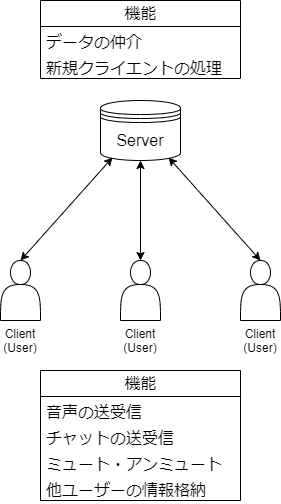 機能
データの仲介
新規クライエントの処理
Server
Client
(User)
Client
(User)
Client
(User)
機能
音声の送受信
チャットの送受信
ミュート・アンミュート
他ユーザーの情報格納